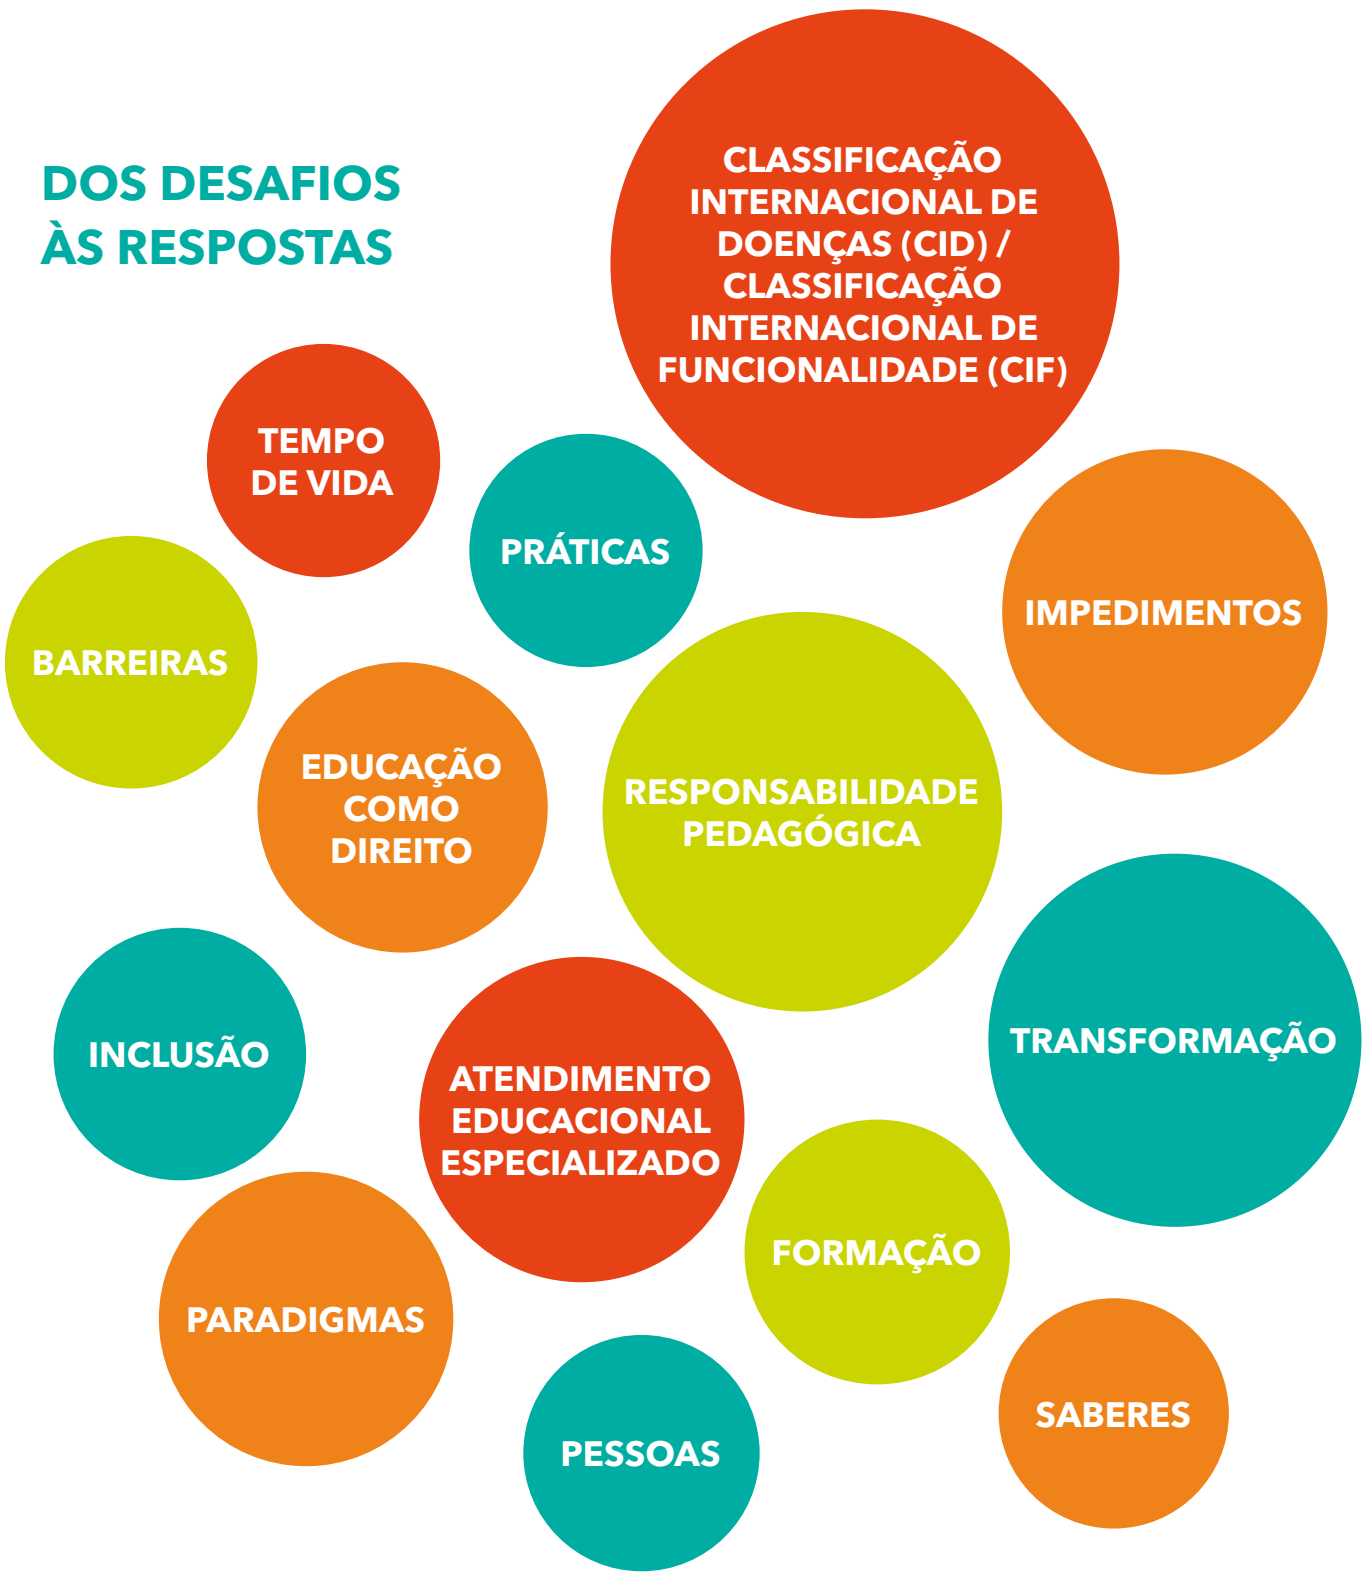 DOS DESAFIOS
ÀS RESPOSTAS
CLASSIFICAÇÃO
INTERNACIONAL DE
DOENÇAS (CID) /
CLASSIFICAÇÃO
INTERNACIONAL DE
FUNCIONALIDADE (CIF)
TEMPO
DE VIDA
PRÁTICAS
IMPEDIMENTOS
BARREIRAS
EDUCAÇÃO
COMO
DIREITO
RESPONSABILIDADE
PEDAGÓGICA
INCLUSÃO
ATENDIMENTO
EDUCACIONAL
ESPECIALIZADO
TRANSFORMAÇÃO
FORMAÇÃO
PARADIGMAS
PESSOAS
SABERES